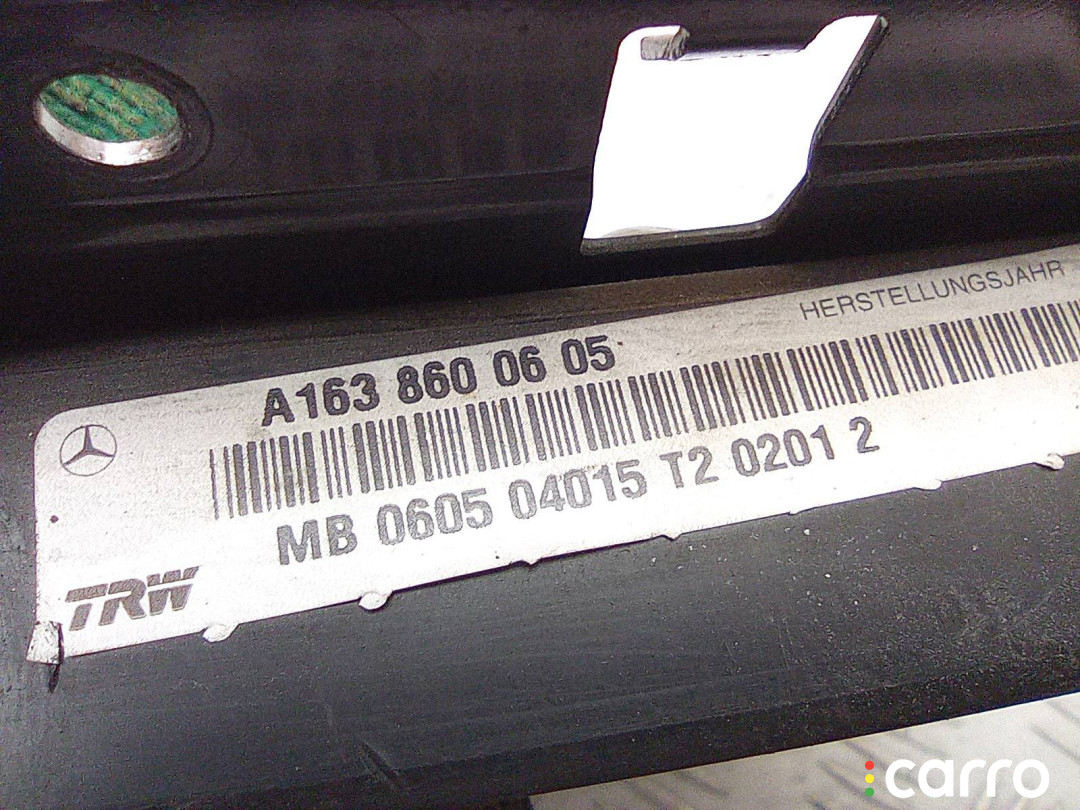 HERSTELLUNGSJAHR
A163 860 06 05
MB 0605 04015 T2 0201 2
TRW
carro